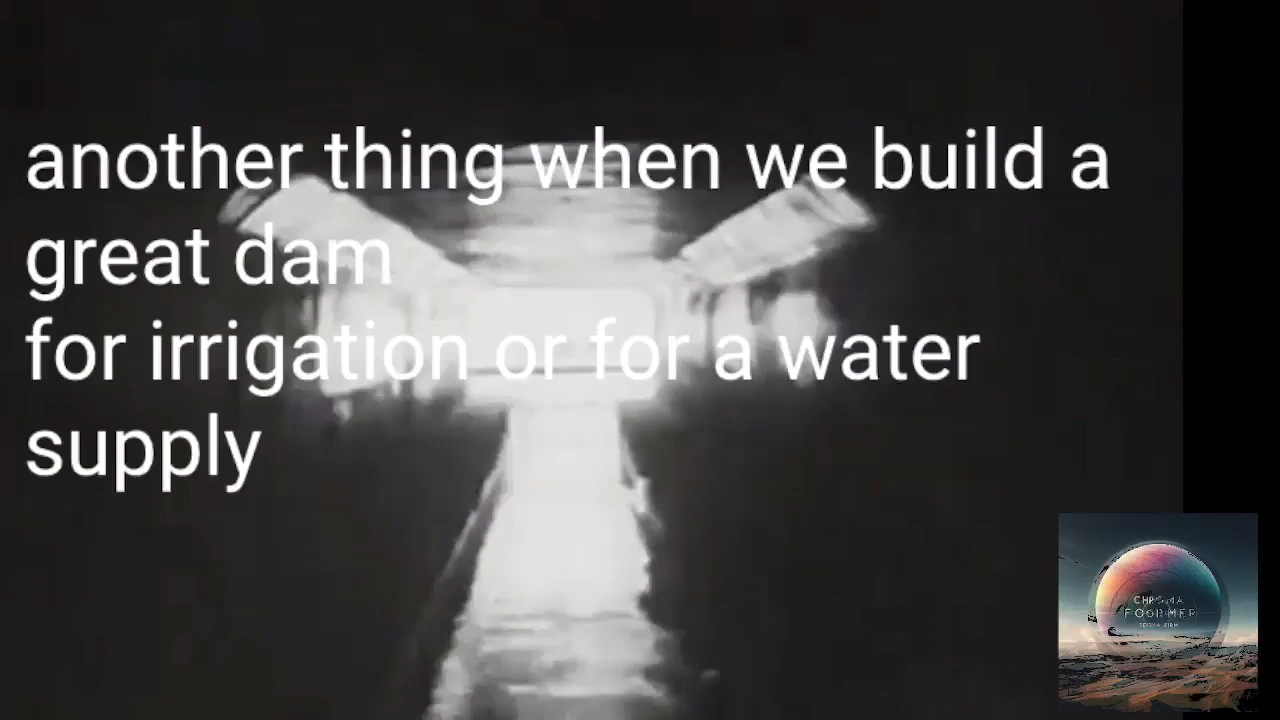 another thing when we build a
great dam
for irrigation or for a water
supply